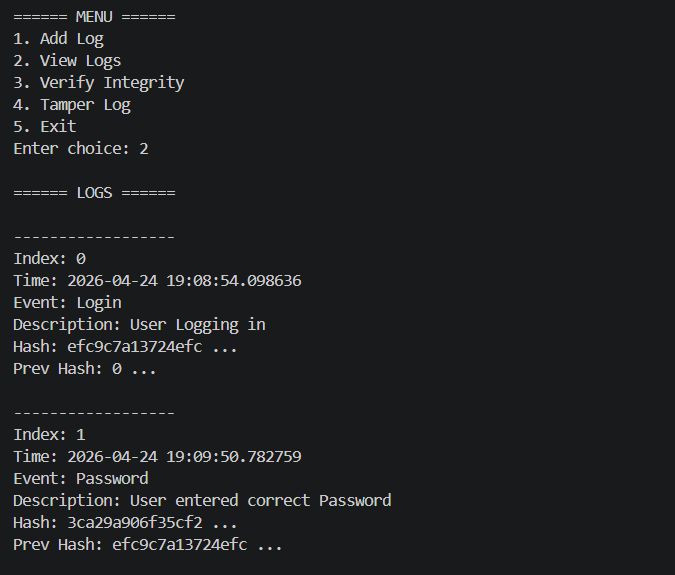 ====== MENU ======
1. Add Log
2. View Logs
3. Verify Integrity
4. Tamper Log
5. Exit
Enter choice: 2
====== LOGS ======
------------------
Index: 0
Time: 2026-04-24 19:08:54.098636
Event: Login
Description: User Logging in
Hash: efc9c7a13724efc ...
Prev Hash: 0 ...
------------------
Index: 1
Time: 2026-04-24 19:09:50.782759
Event: Password
Description: User entered correct Password
Hash: 3ca29a906f35cf2 ...
Prev Hash: efc9c7a13724efc ...